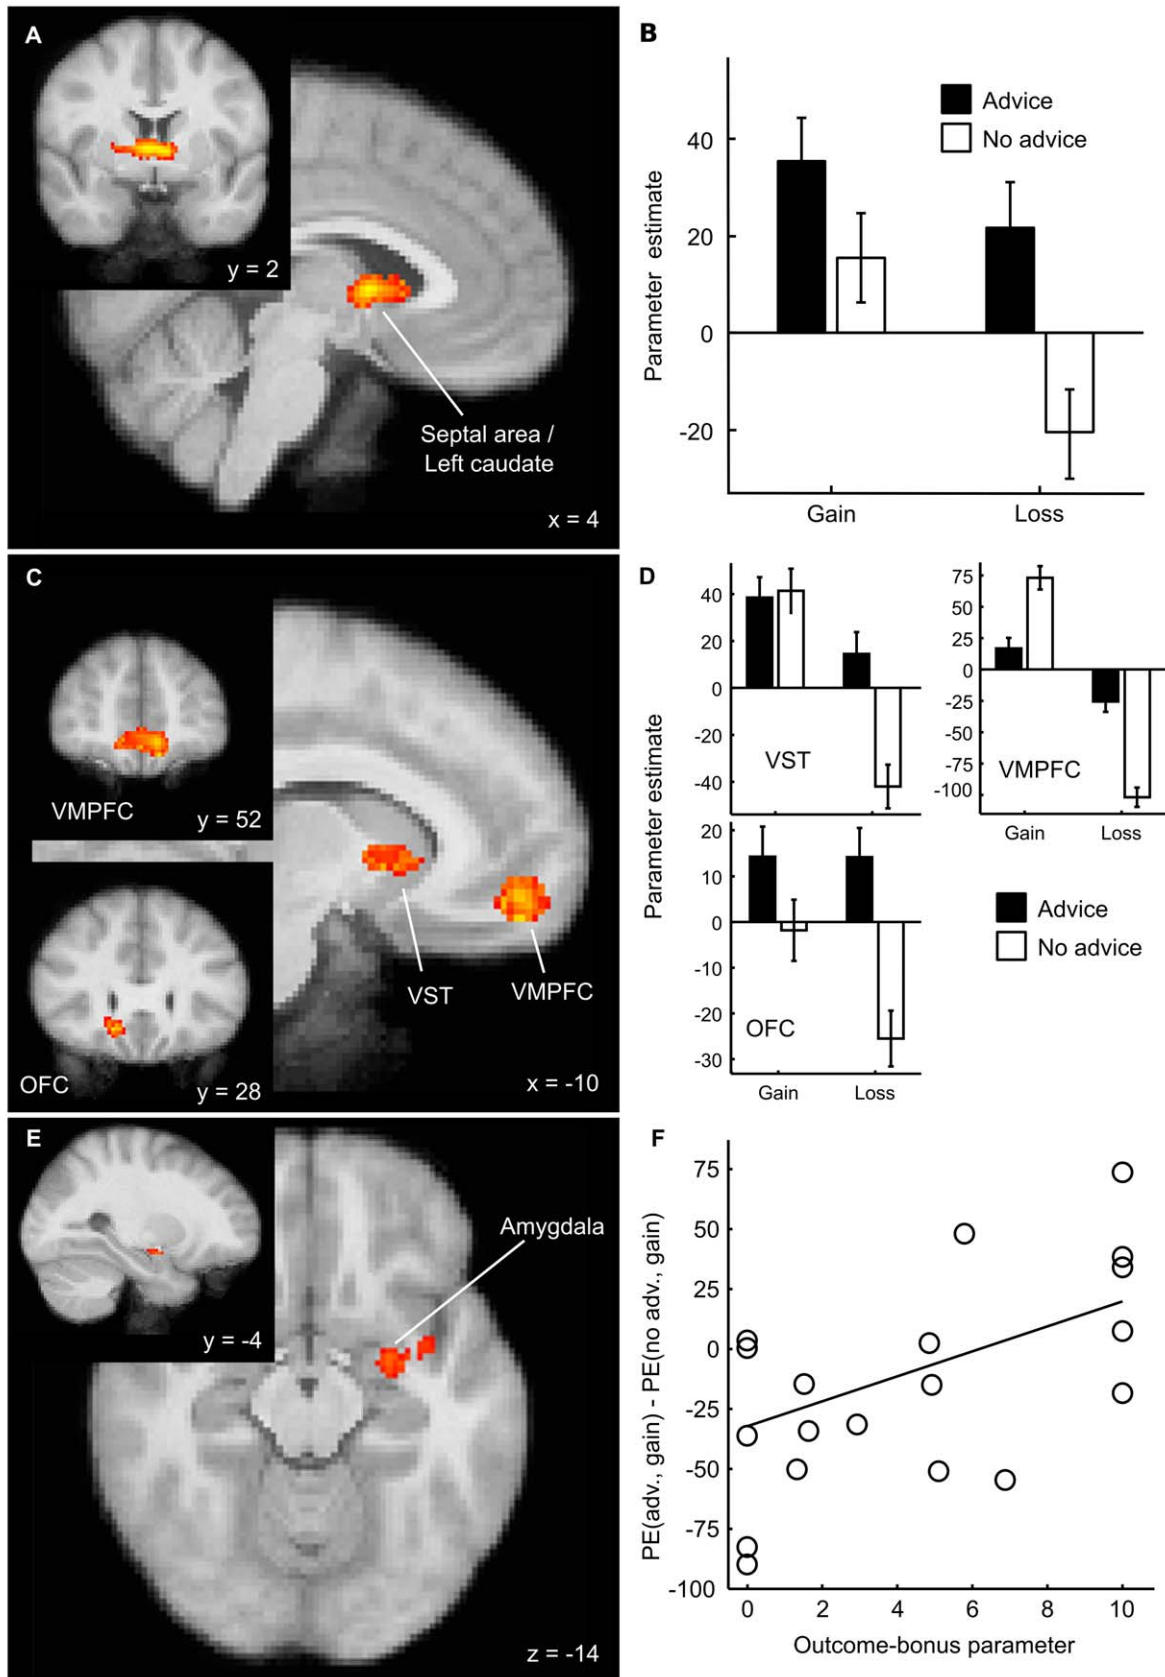 A
y = 2
Septal area /
Left caudate
x = 4
B
Advice
No advice
Parameter estimate
40
20
0
-20
Gain
Loss
C
VMPFC
y = 52
OFC
y = 28
VST
VMPFC
x = -10
D
Parameter estimate
40
20
0
-20
-40
VST
75
50
25
0
-25
-50
-75
-100
VMPFC
Gain
Loss
20
10
0
-10
-20
-30
OFC
Gain
Loss
Advice
No advice
E
y = -4
Amygdala
z = -14
F
PE(adv., gain) - PE(no adv., gain)
75
50
25
0
-25
-50
-75
-100
0 2 4 6 8 10
Outcome-bonus parameter